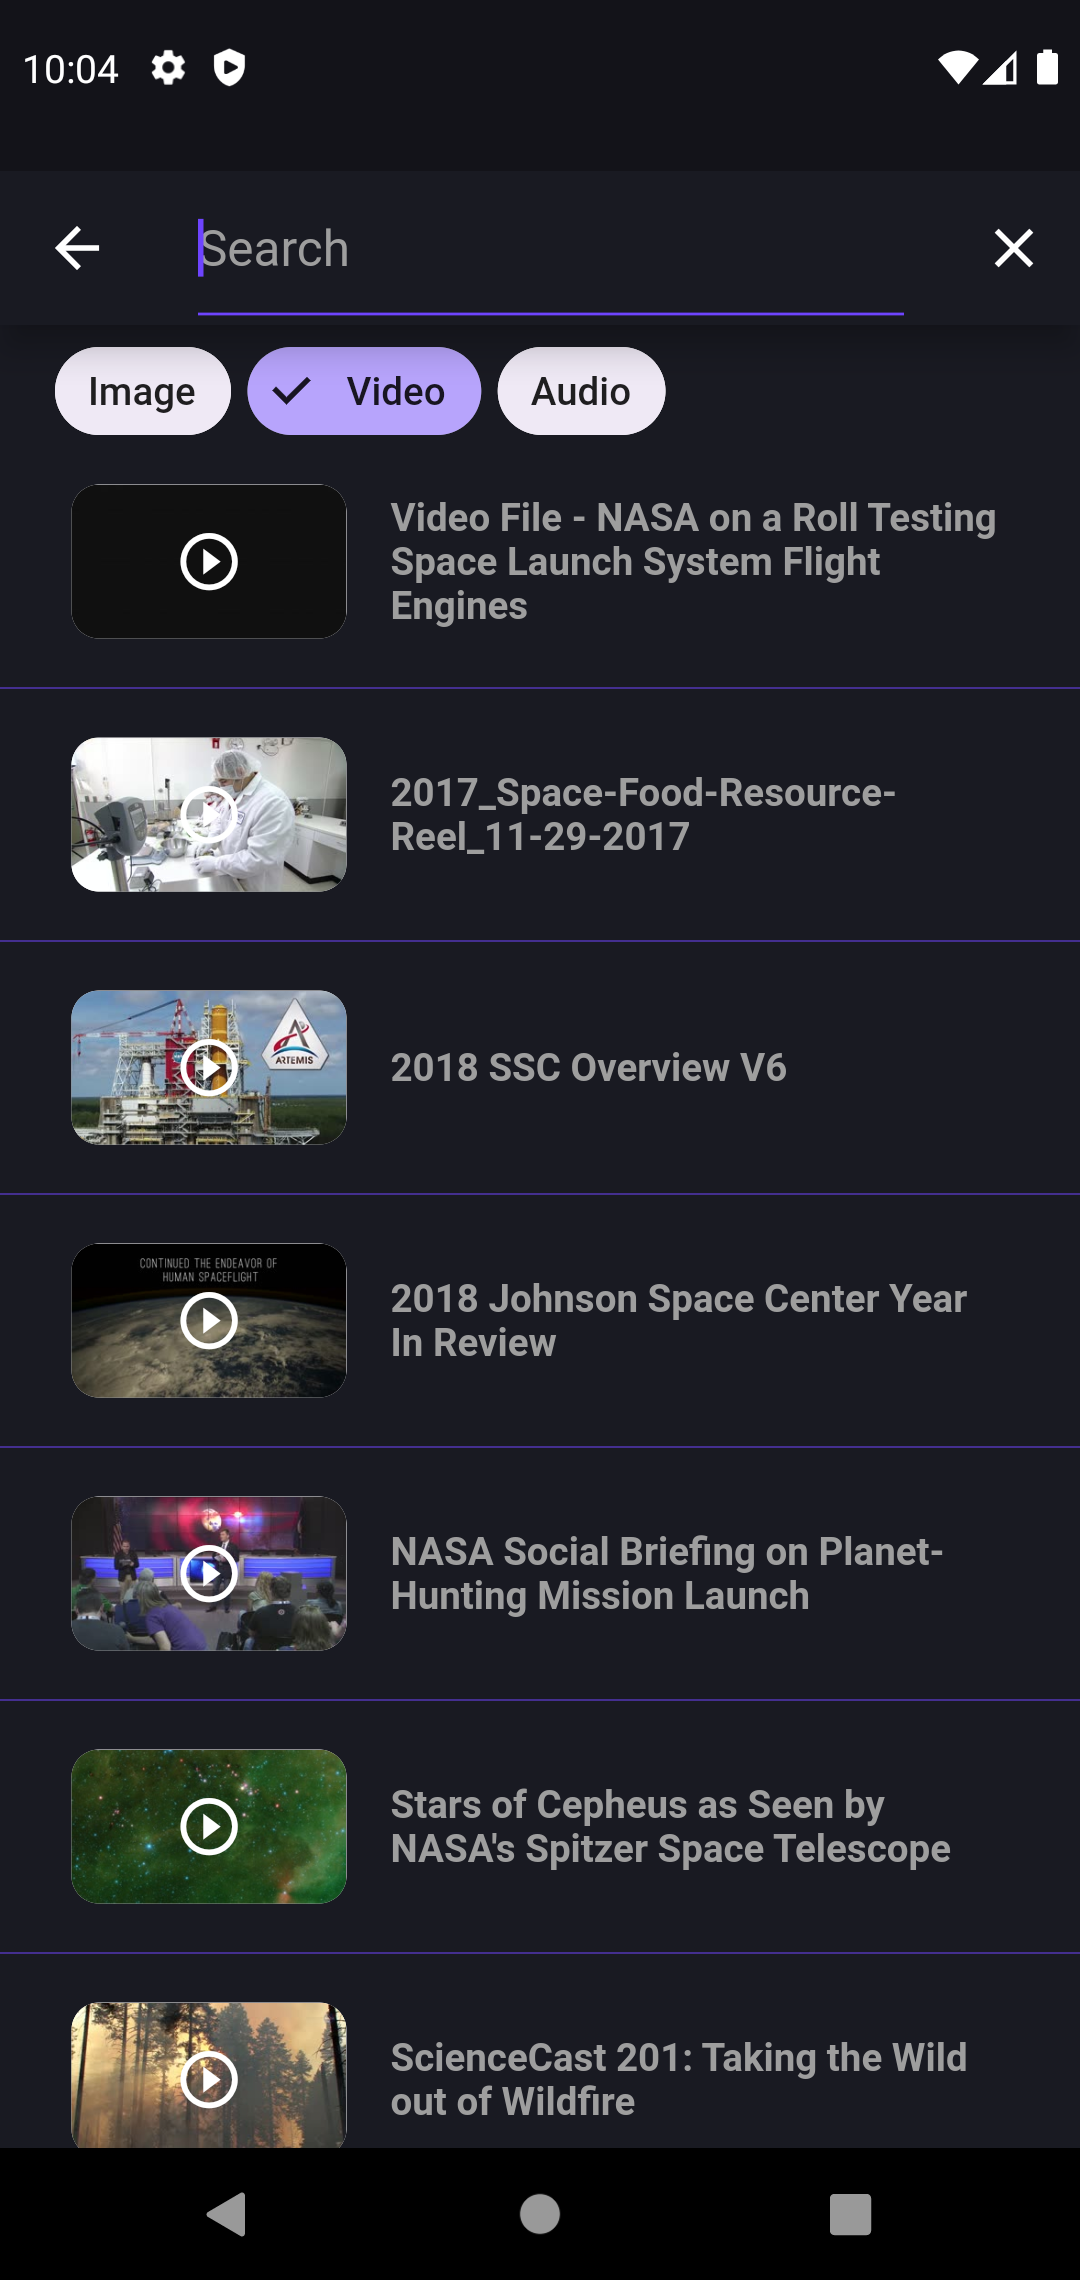 10:04
Search
Image
Video
Audio
Video File - NASA on a Roll Testing
Space Launch System Flight
Engines
2017_Space-Food-Resource-
Reel_11-29-2017
ARTEMIS
2018 SSC Overview V6
CONTINUED THE ENDEAVOR OF
HUMAN SPACEFLIGHT
2018 Johnson Space Center Year
In Review
NASA Social Briefing on Planet-
Hunting Mission Launch
Stars of Cepheus as Seen by
NASA's Spitzer Space Telescope
ScienceCast 201: Taking the Wild
out of Wildfire